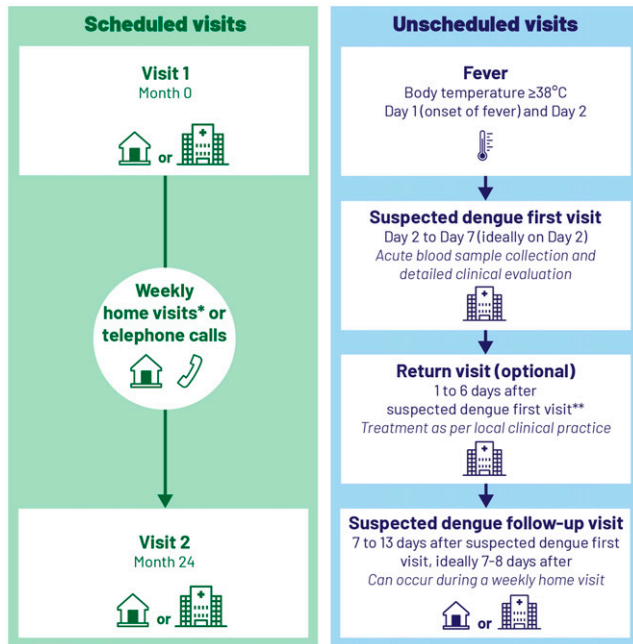 Scheduled visits
Visit 1
Month 0
or
Weekly
home visits* or
telephone calls
Visit 2
Month 24
or
Unscheduled visits
Fever
Body temperature ≥38°C
Day 1 (onset of fever) and Day 2
Suspected dengue first visit
Day 2 to Day 7 (ideally on Day 2)
Acute blood sample collection and
detailed clinical evaluation
Return visit (optional)
1 to 6 days after
suspected dengue first visit**
Treatment as per local clinical practice
Suspected dengue follow-up visit
7 to 13 days after suspected dengue first
visit, ideally 7-8 days after
Can occur during a weekly home visit
or